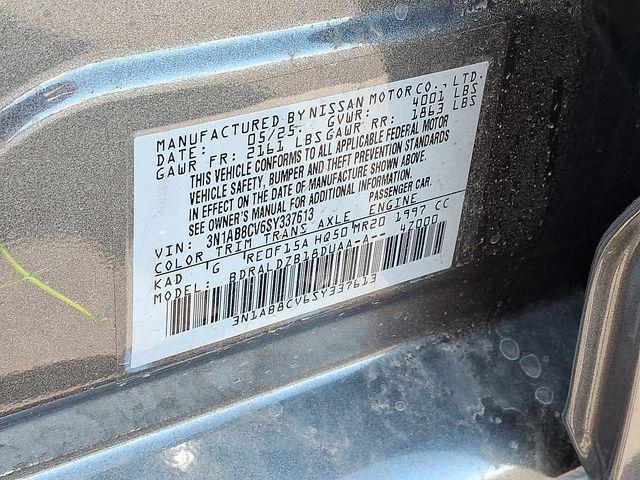 MANUFACTURED BY NISSAN MOTOR CO., LTD.
DATE: 05/25- GVWR: 4001 LBS
GAWR FR: 2161 LBS GAWR RR: 1863 LBS
THIS VEHICLE CONFORMS TO ALL APPLICABLE FEDERAL MOTOR
VEHICLE SAFETY, BUMPER AND THEFT PREVENTION STANDARDS
IN EFFECT ON THE DATE OF MANUFACTURE SHOWN ABOVE.
SEE OWNER'S MANUAL FOR ADDITIONAL INFORMATION.
VIN: 3N1AB8CV6SY337613 PASSENGER CAR.
COLOR TRIM TRANS AXLE ENGINE
KAD G RE0F15A HQ50 MR20 1997 CC
MODEL: BDRALDZB18DUAA-A-- 4Z000
3N1AB8CV6SY337613